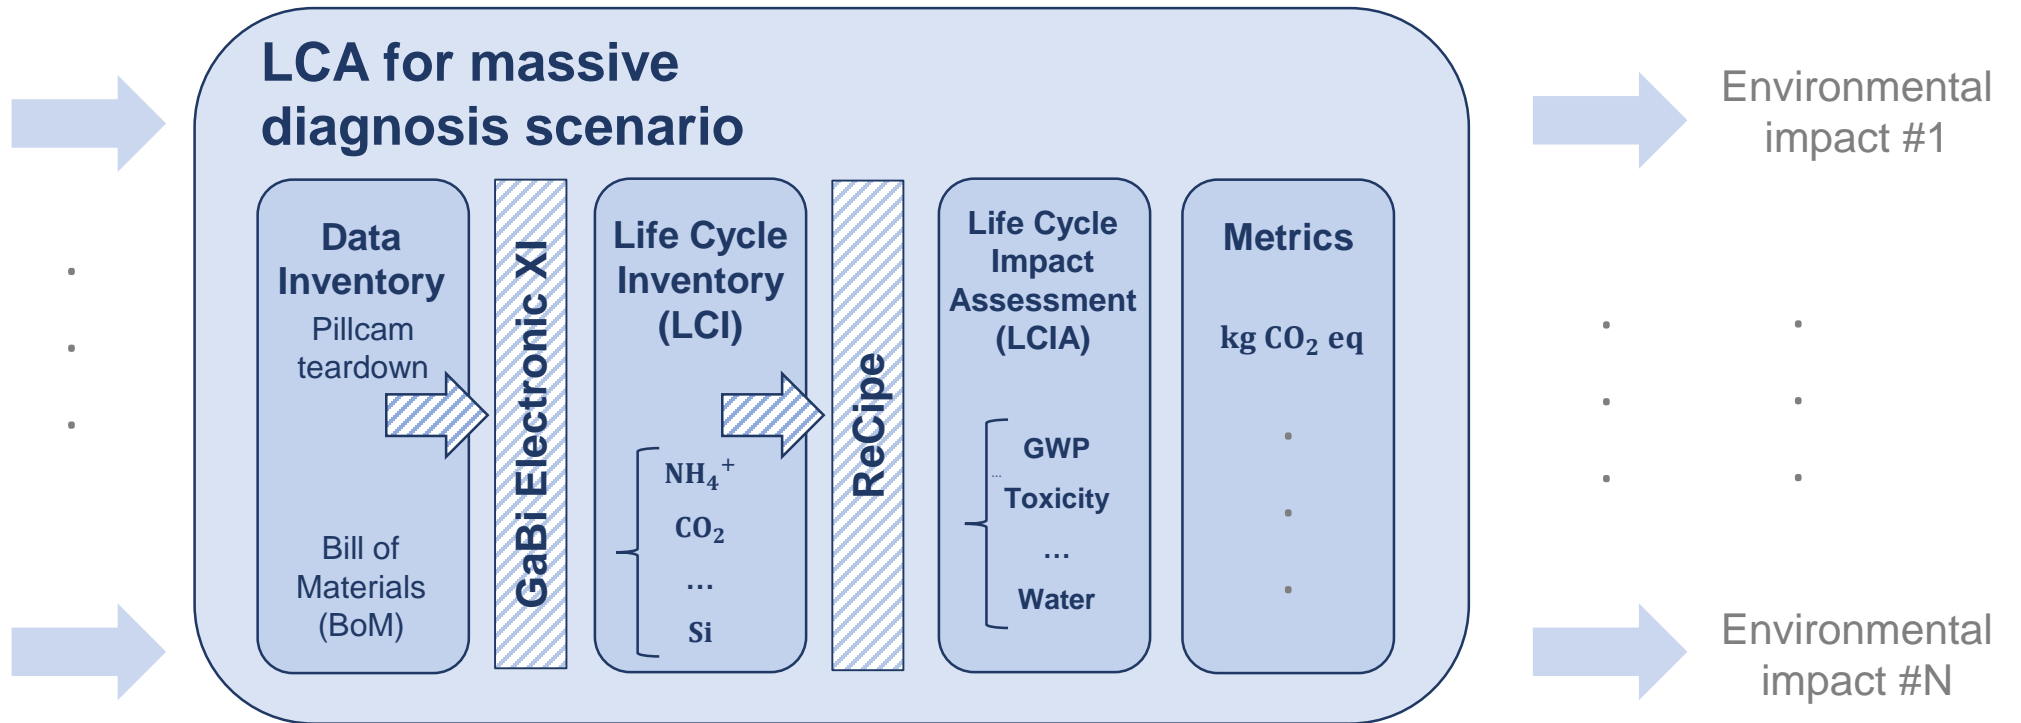 LCA for massive
diagnosis scenario
Data
Inventory
Pillcam
teardown
Bill of
Materials
(BoM)
GaBi Electronic XI
Life Cycle
Inventory
(LCI)
NH₄⁺
CO₂
...
Si
ReCipe
Life Cycle
Impact
Assessment
(LCIA)
GWP
...
Toxicity
...
Water
Metrics
kg CO₂ eq
.
.
.
Environmental
impact #1
Environmental
impact #N